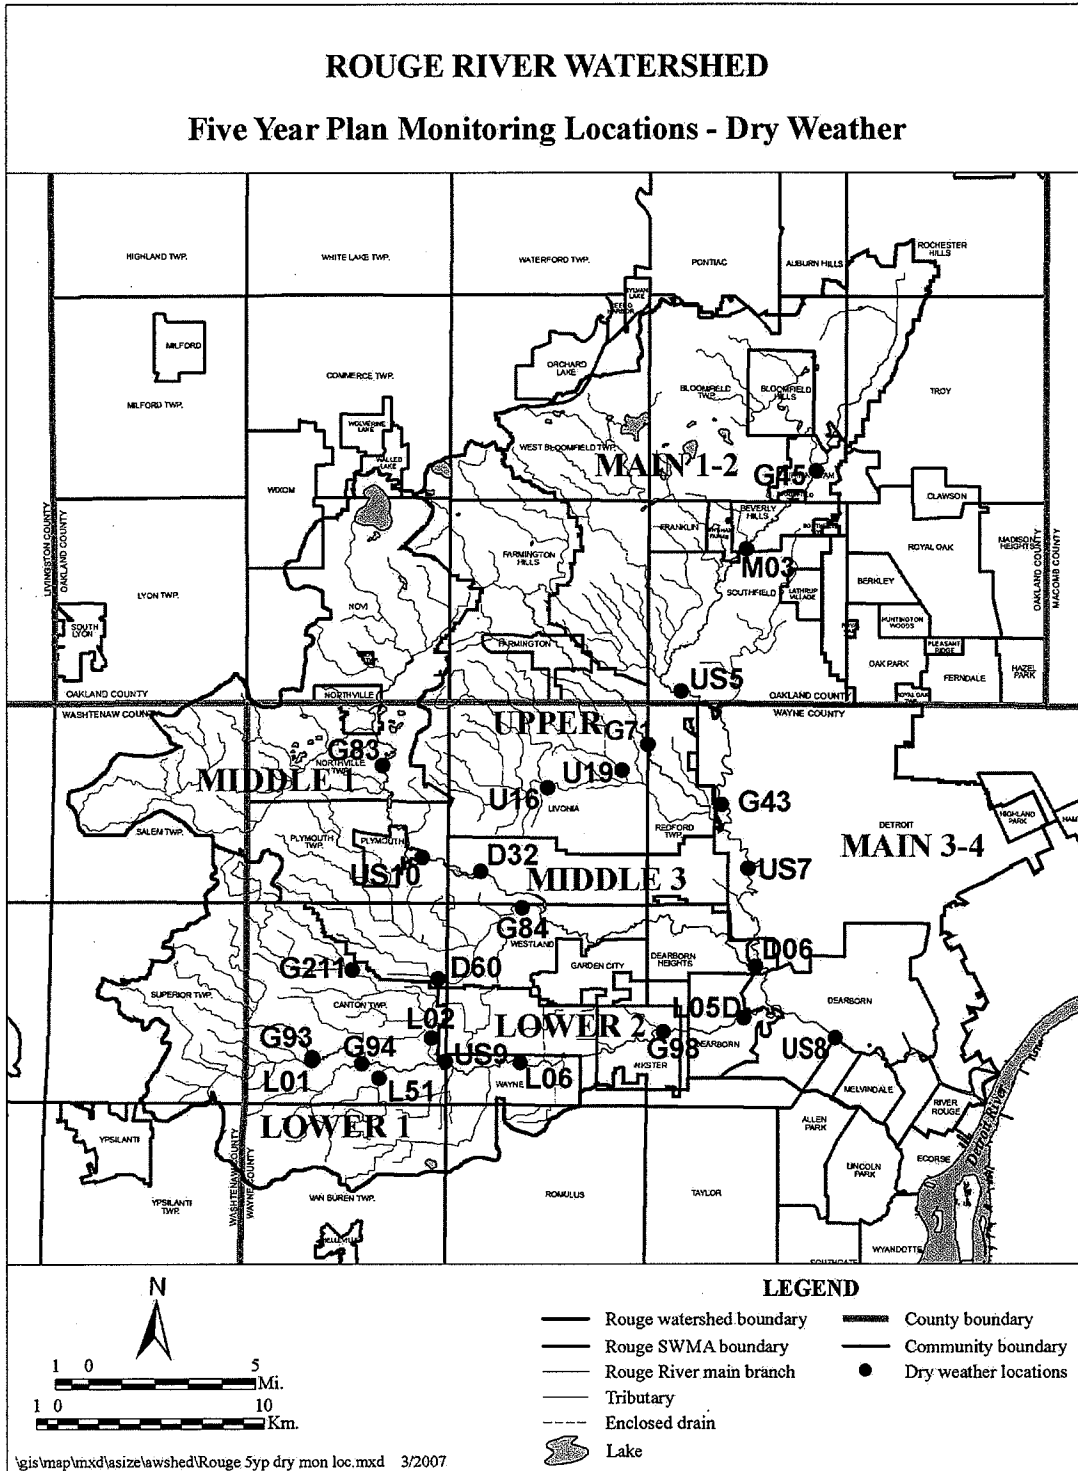 ROUGE RIVER WATERSHED
Five Year Plan Monitoring Locations - Dry Weather
HIGHLAND TWP.
WHITE LAKE TWP.
WATERFORD TWP.
PONTIAC
AUBURN HILLS
ROCHESTER
HILLS
SYLVAN
LAKE
MILFORD
ORCHARD
LAKE
COMMERCE TWP.
BLOOMFIELD
TWP.
BLOOMFIELD
HILLS
TROY
MILFORD TWP.
WOLVERINE
LAKE
WALLED
LAKE
WEST BLOOMFIELD TWP.
MAIN 1-2
G45
WIXOM
CLAWSON
BEVERLY
HILLS
FRANKLIN
LIVINGSTON COUNTY
OAKLAND COUNTY
FARMINGTON
HILLS
M03
ROYAL OAK
MADISON
HEIGHTS
OAKLAND COUNTY
MACOMB COUNTY
LYON TWP.
NOVI
SOUTHFIELD
LATHRUP
VILLAGE
BERKLEY
HUNTINGTON
WOODS
SOUTH
LYON
FARMINGTON
PLEASANT
RIDGE
OAK PARK
FERNDALE
HAZEL
PARK
US5
OAKLAND COUNTY
WASHTENAW COUNTY
NORTHVILLE
OAKLAND COUNTY
WAYNE COUNTY
UPPER
G71
G83
NORTHVILLE
TWP.
MIDDLE 1
U19
U16
LIVONIA
G43
REDFORD
TWP.
DETROIT
HIGHLAND
PARK
HAM
SALEM TWP.
PLYMOUTH
TWP.
PLYMOUTH
US10
D32
MIDDLE 3
US7
MAIN 3-4
G84
WESTLAND
GARDEN CITY
DEARBORN
HEIGHTS
D06
G211
D60
SUPERIOR TWP.
CANTON TWP.
L02
LOWER 2
L05D
DEARBORN
G93
G94
US9
G98
DEARBORN
US8
L01
L51
WAYNE
L06
INKSTER
MELVINDALE
RIVER
ROUGE
LOWER 1
ALLEN
PARK
YPSILANTI
WASHTENAW COUNTY
WAYNE COUNTY
LINCOLN
PARK
ECORSE
Detroit River
YPSILANTI
TWP.
VAN BUREN TWP.
ROMULUS
TAYLOR
WYANDOTTE
SOUTHGATE
N
1 0 5
Mi.
1 0 10
Km.
LEGEND
Rouge watershed boundary
Rouge SWMA boundary
Rouge River main branch
Tributary
Enclosed drain
Lake
County boundary
Community boundary
Dry weather locations
\gis\map\mxd\asize\awshed\Rouge 5yp dry mon loc.mxd 3/2007